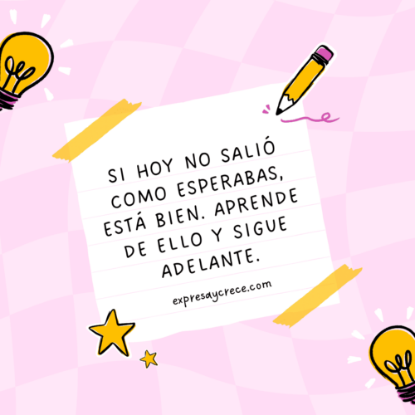 SI HOY NO SALIÓ
COMO ESPERABAS,
ESTÁ BIEN. APRENDE
DE ELLO Y SIGUE
ADELANTE.
expresaycrece.com